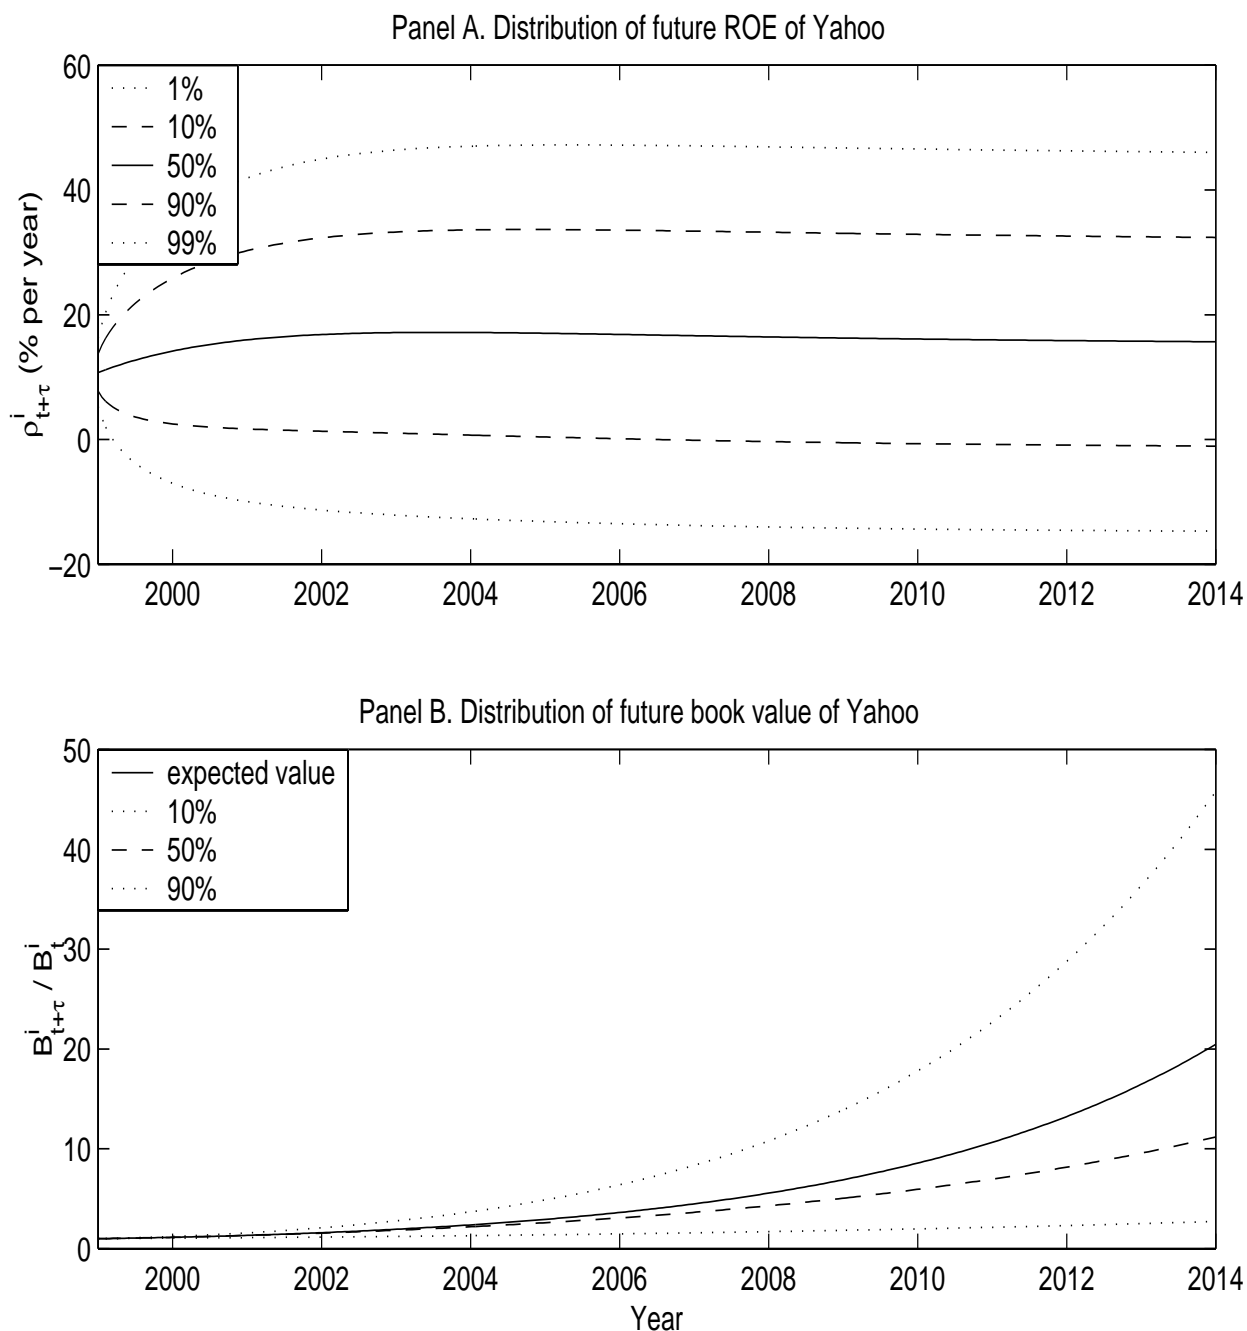 Panel A. Distribution of future ROE of Yahoo
60
40
20
0
−20
ρ^i_{t+τ} (% per year)
1%
10%
50%
90%
99%
2000 2002 2004 2006 2008 2010 2012 2014
Panel B. Distribution of future book value of Yahoo
50
40
30
20
10
0
B^i_{t+τ} / B^i_t
expected value
10%
50%
90%
2000 2002 2004 2006 2008 2010 2012 2014
Year